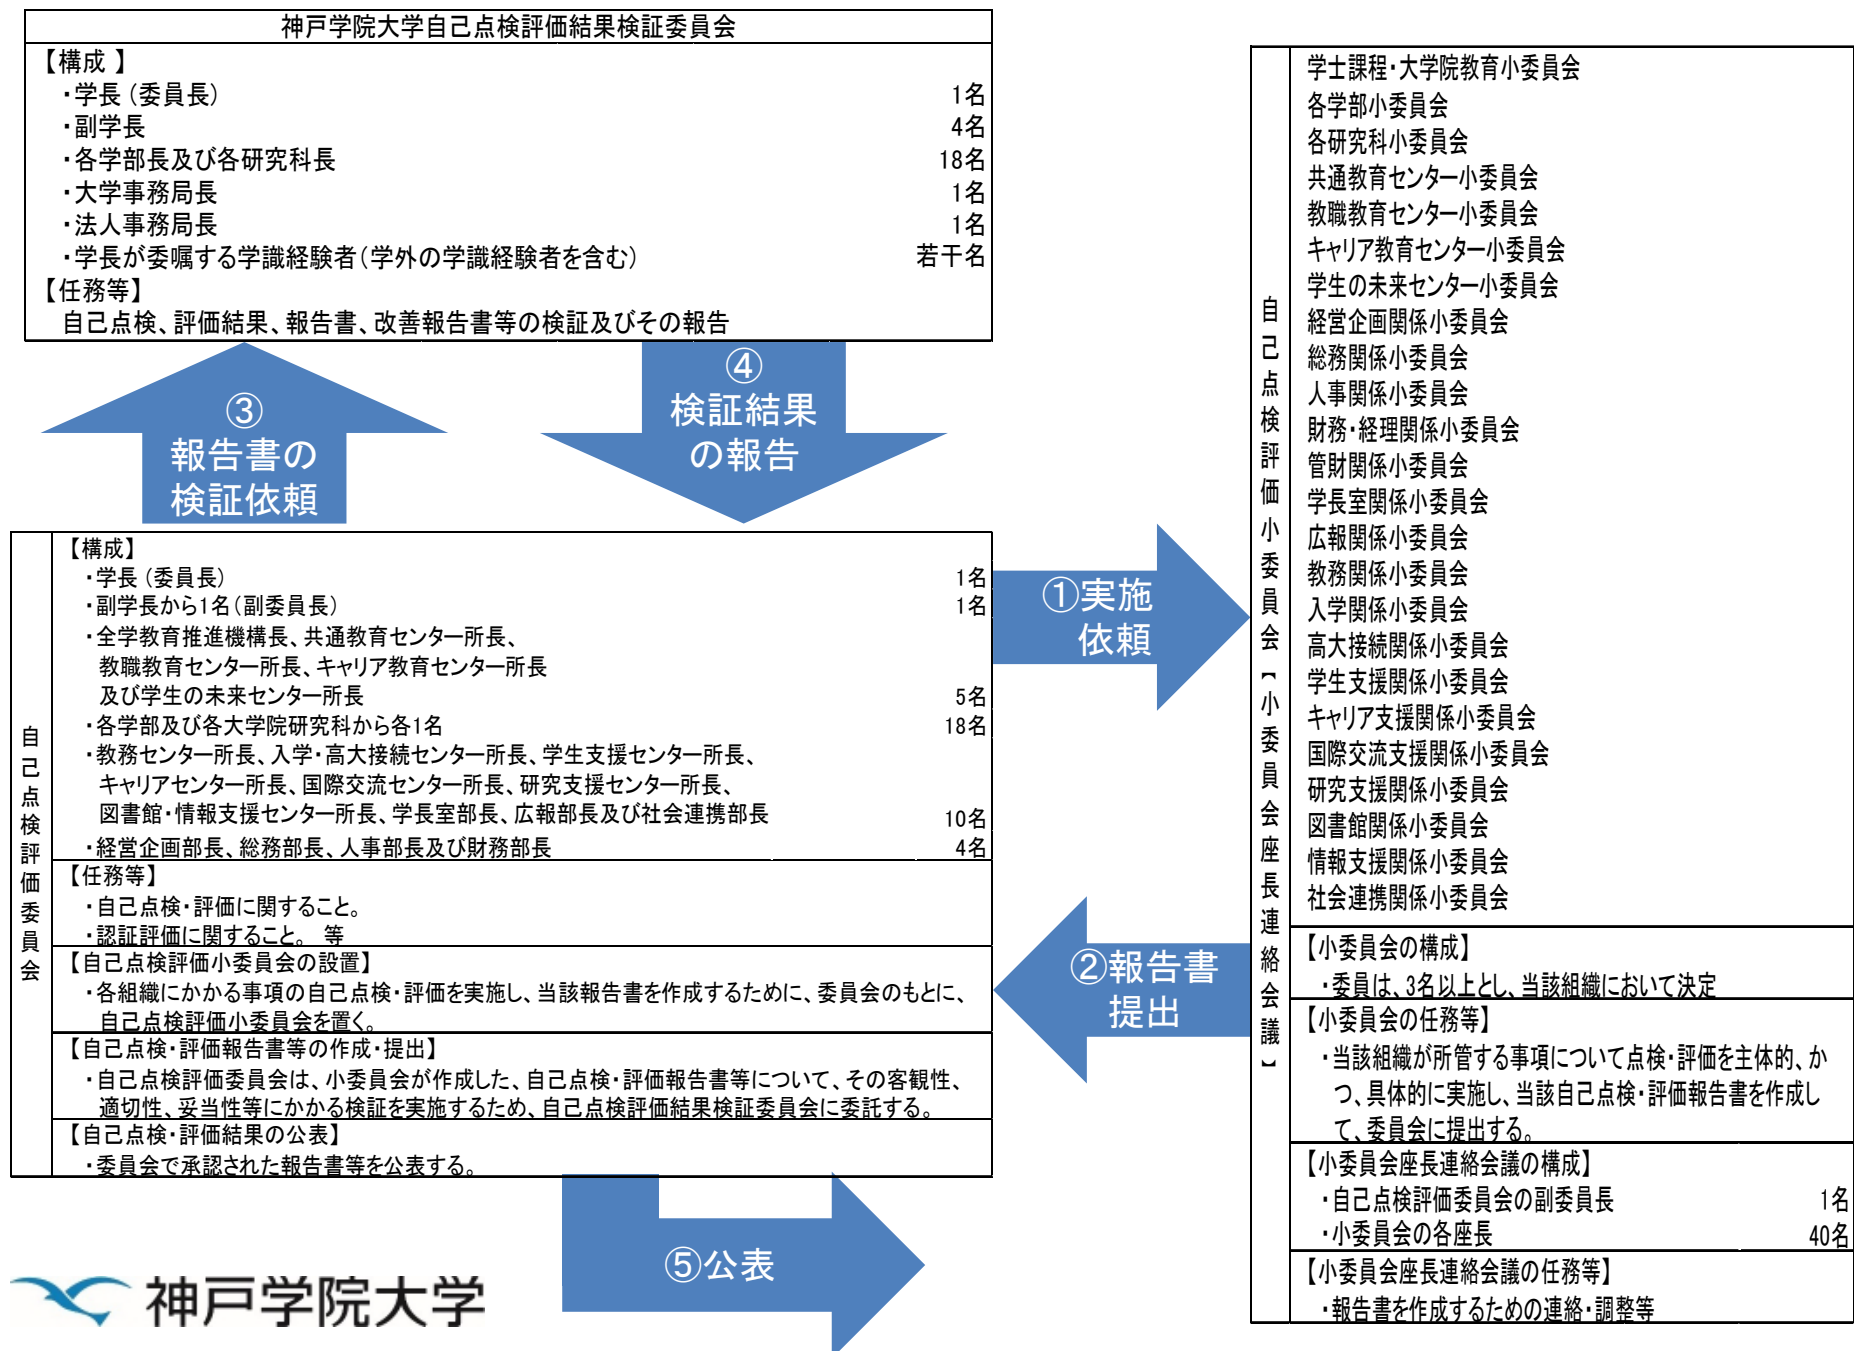 神戸学院大学自己点検評価結果検証委員会
【構成 】
・学長（委員長） 1名
・副学長 4名
・各学部長及び各研究科長 18名
・大学事務局長 1名
・法人事務局長 1名
・学長が委嘱する学識経験者（学外の学識経験者を含む） 若干名
【任務等】
自己点検、評価結果、報告書、改善報告書等の検証及びその報告
③
報告書の
検証依頼
④
検証結果
の報告
自己点検評価委員会
【構成】
・学長（委員長） 1名
・副学長から1名（副委員長） 1名
・全学教育推進機構長、共通教育センター所長、
教職教育センター所長、キャリア教育センター所長
及び学生の未来センター所長 5名
・各学部及び各大学院研究科から各1名 18名
・教務センター所長、入学・高大接続センター所長、学生支援センター所長、
キャリアセンター所長、国際交流センター所長、研究支援センター所長、
図書館・情報支援センター所長、学長室部長、広報部長及び社会連携部長 10名
・経営企画部長、総務部長、人事部長及び財務部長 4名
【任務等】
・自己点検・評価に関すること。
・認証評価に関すること。 等
【自己点検評価小委員会の設置】
・各組織にかかる事項の自己点検・評価を実施し、当該報告書を作成するために、委員会のもとに、
自己点検評価小委員会を置く。
【自己点検・評価報告書等の作成・提出】
・自己点検評価委員会は、小委員会が作成した、自己点検・評価報告書等について、その客観性、
適切性、妥当性等にかかる検証を実施するため、自己点検評価結果検証委員会に委託する。
【自己点検・評価結果の公表】
・委員会で承認された報告書等を公表する。
①実施
依頼
②報告書
提出
⑤公表
自己点検評価小委員会【小委員会座長連絡会議】
学士課程・大学院教育小委員会
各学部小委員会
各研究科小委員会
共通教育センター小委員会
教職教育センター小委員会
キャリア教育センター小委員会
学生の未来センター小委員会
経営企画関係小委員会
総務関係小委員会
人事関係小委員会
財務・経理関係小委員会
管財関係小委員会
学長室関係小委員会
広報関係小委員会
教務関係小委員会
入学関係小委員会
高大接続関係小委員会
学生支援関係小委員会
キャリア支援関係小委員会
国際交流支援関係小委員会
研究支援関係小委員会
図書館関係小委員会
情報支援関係小委員会
社会連携関係小委員会
【小委員会の構成】
・委員は、3名以上とし、当該組織において決定
【小委員会の任務等】
・当該組織が所管する事項について点検・評価を主体的、か
つ、具体的に実施し、当該自己点検・評価報告書を作成し
て、委員会に提出する。
【小委員会座長連絡会議の構成】
・自己点検評価委員会の副委員長 1名
・小委員会の各座長 40名
【小委員会座長連絡会議の任務等】
・報告書を作成するための連絡・調整等
神戸学院大学